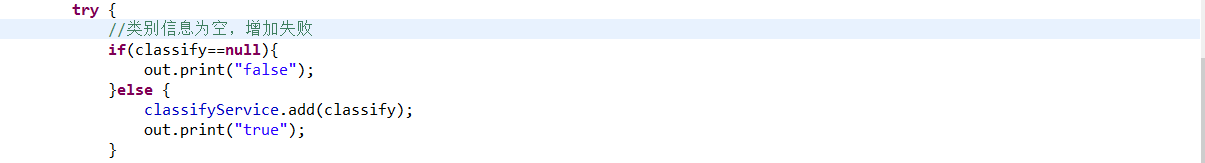 try {
//类别信息为空，增加失败
if(classify==null){
out.print("false");
}else {
classifyService.add(classify);
out.print("true");
}